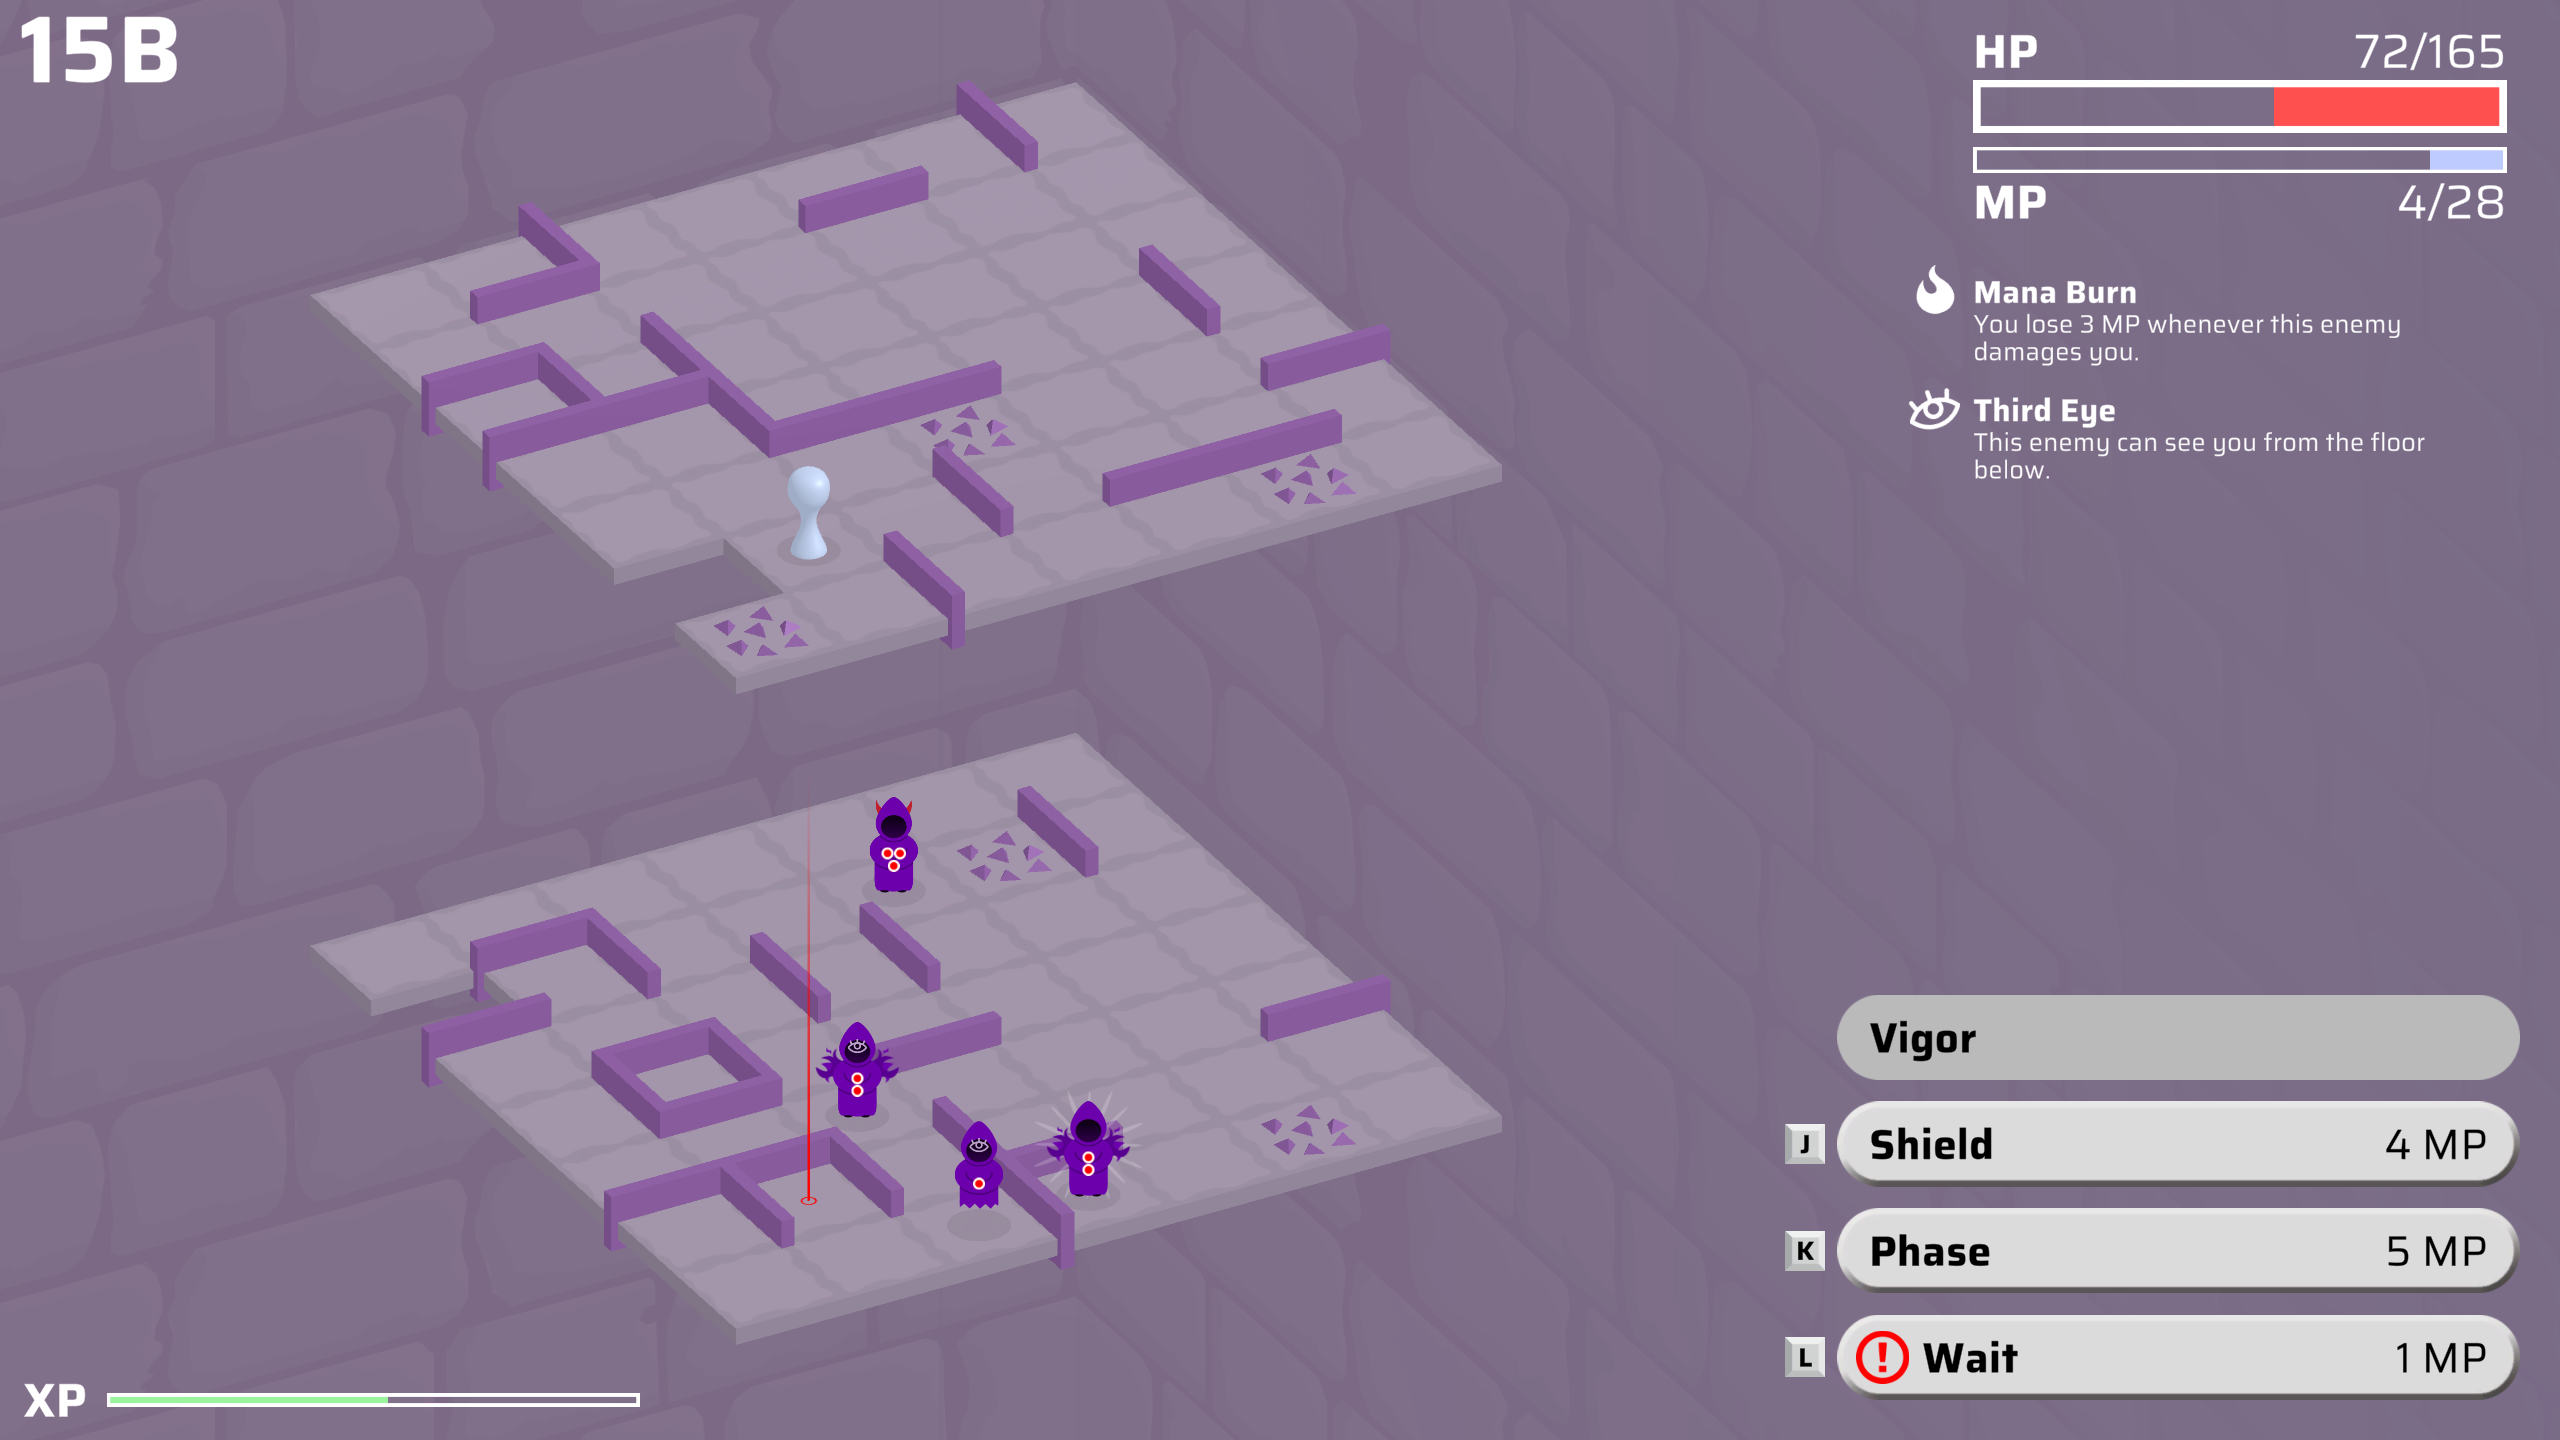 15B
HP 72/165
MP 4/28
Mana Burn
You lose 3 MP whenever this enemy
damages you.
Third Eye
This enemy can see you from the floor
below.
Vigor
J Shield 4 MP
K Phase 5 MP
L ! Wait 1 MP
XP